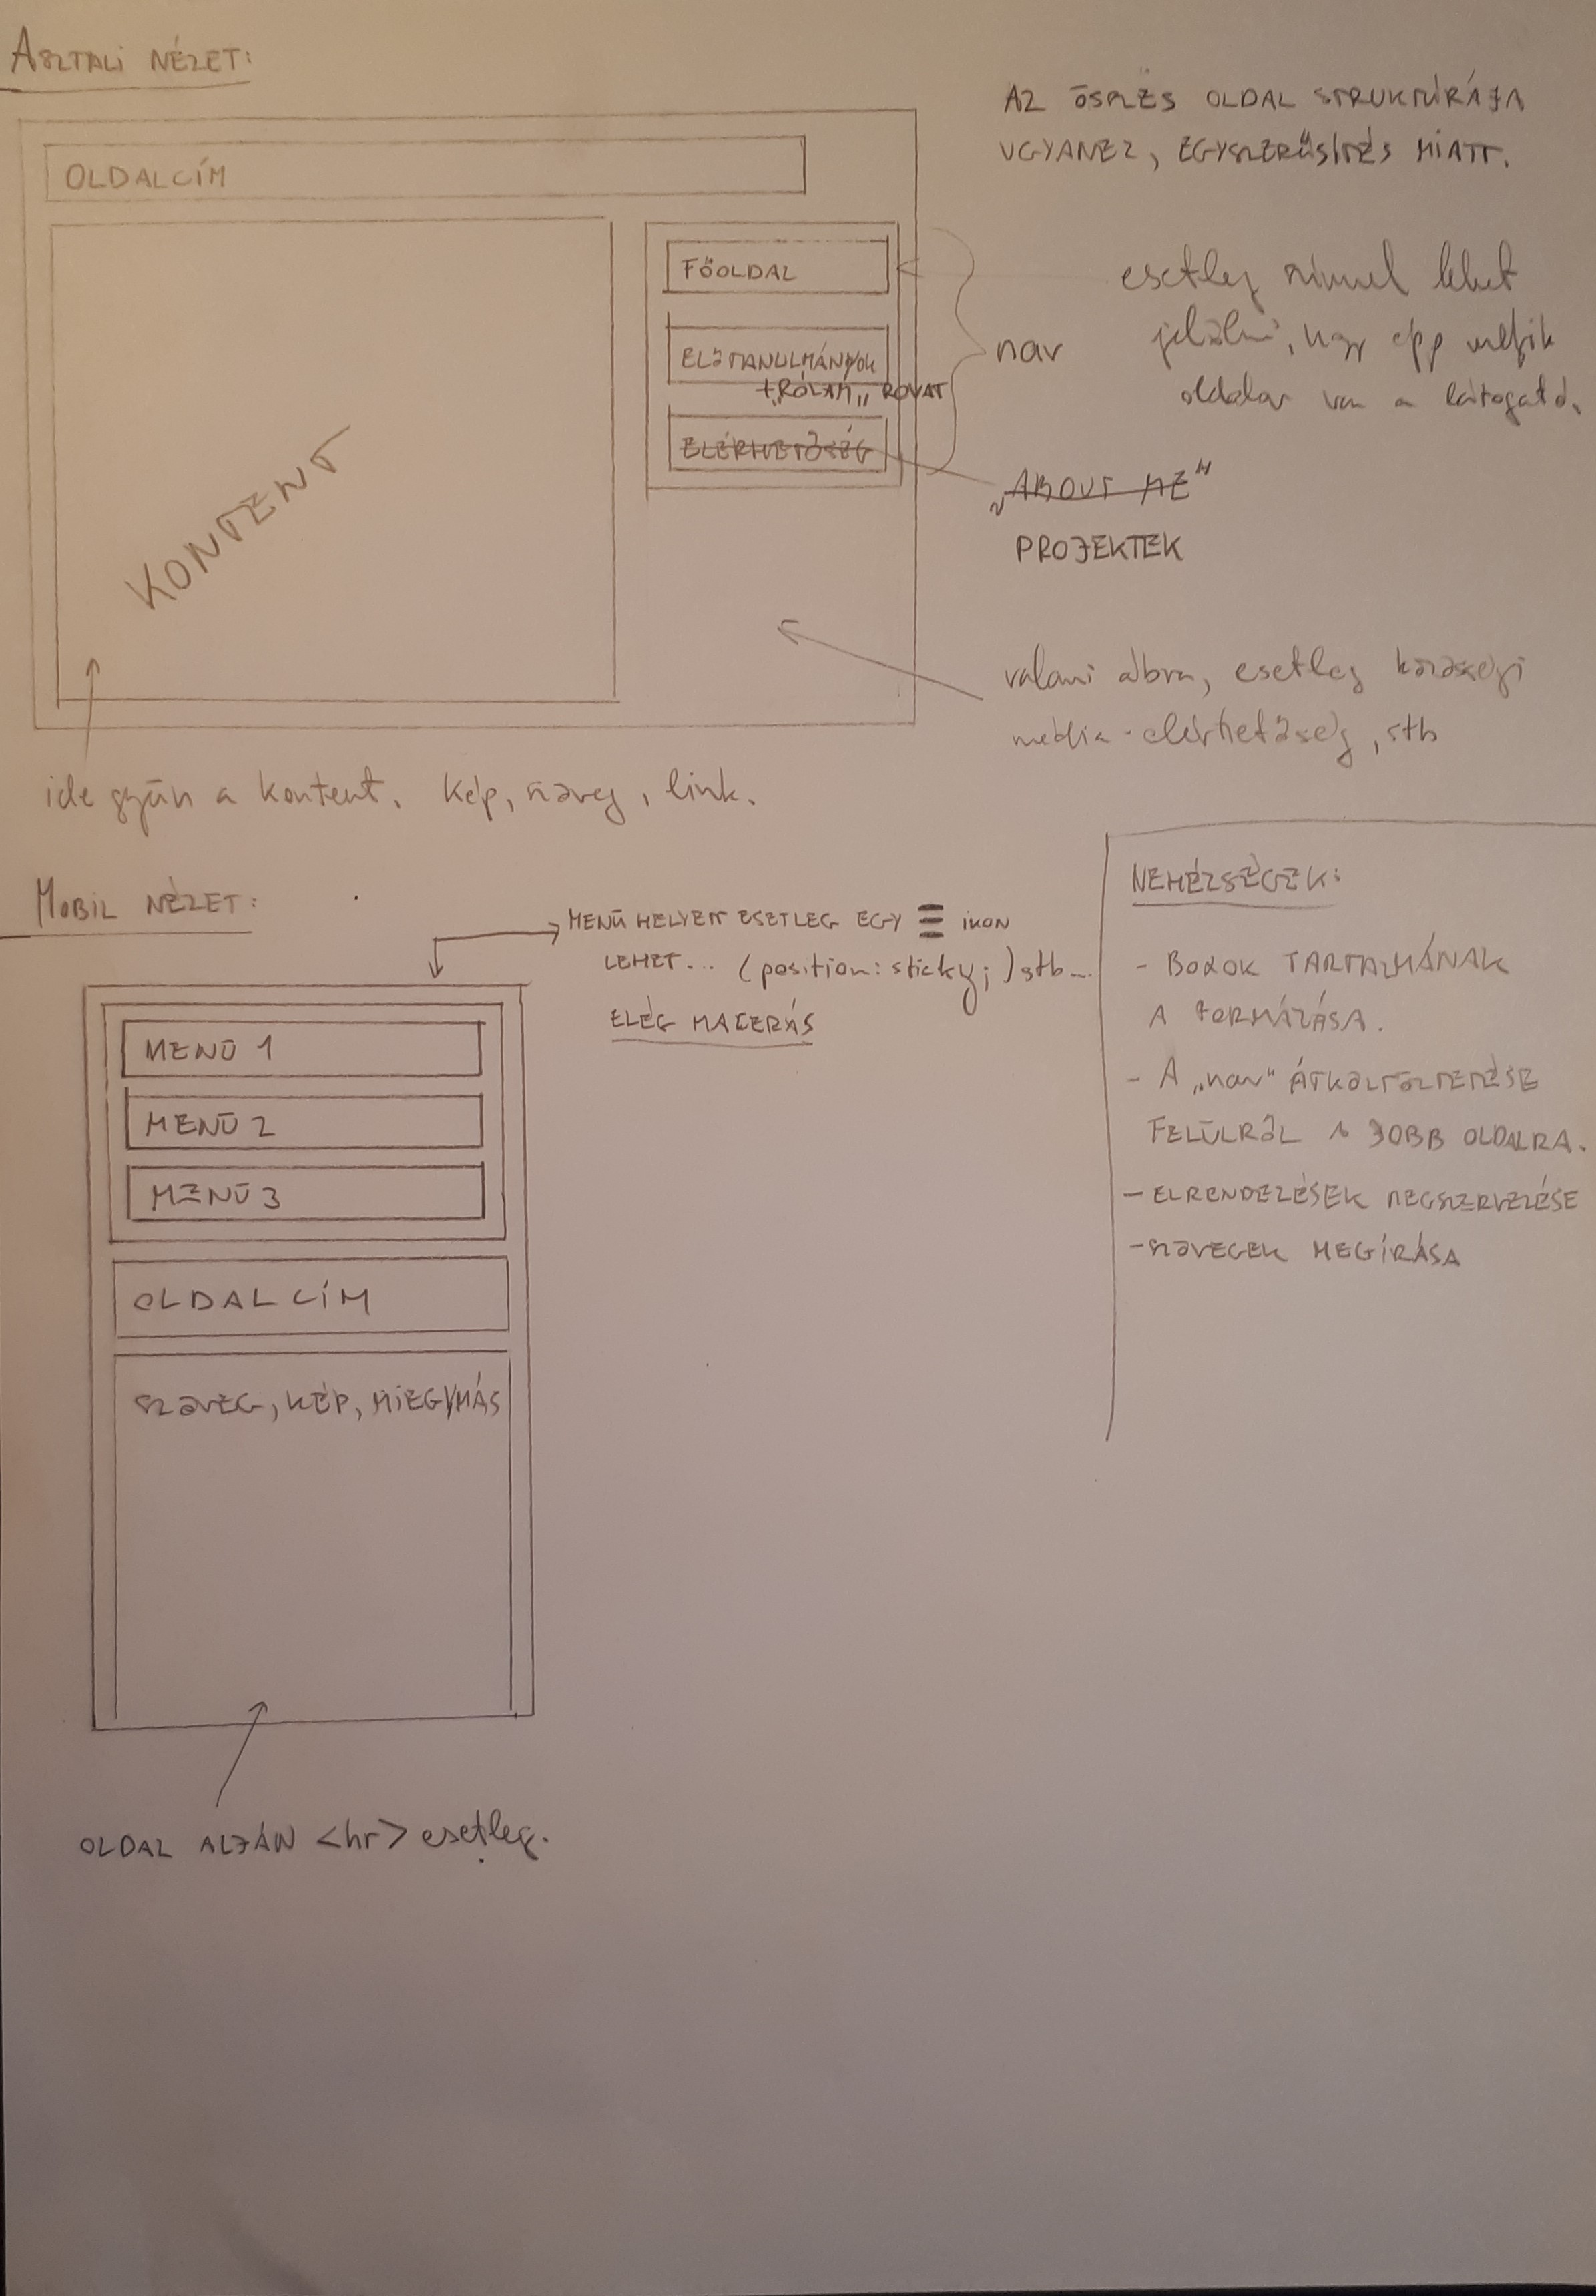 ASZTALI NÉZET:
AZ ÖSSZES OLDAL STRUKTÚRÁJA
UGYANEZ, EGYSZERŰSÍTÉS MIATT.
OLDALCÍM
FŐOLDAL
ELŐTANULMÁNYOK
+ „RÓLAM„ ROVAT
ELÉRHETŐSÉG
KONTENT
nav
esetleg színnel lehet
jelölni, hogy épp melyik
oldalon van a látogató.
„ABOUT ME"
PROJEKTEK
valami ábra, esetleg közösségi
média-elérhetőség, stb
ide gyün a kontent. Kép, szöveg, link.
MOBIL NÉZET:
MENÜ HELYETT ESETLEG EGY ☰ IKON
LEHET... (position: sticky;) stb...
ELÉG MACERÁS
MENÜ 1
MENÜ 2
MENÜ 3
OLDALCÍM
SZÖVEG, KÉP, MIEGYMÁS
OLDAL ALJÁN <hr> esetleg.
NEHÉZSÉGEK:
- BOXOK TARTALMÁNAK
A FORMÁZÁSA.
- A „nav" ÁTKÖLTÖZTETÉSE
FELÜLRŐL A JOBB OLDALRA.
- ELRENDEZÉSEK MEGSZERVEZÉSE
- SZÖVEGEK MEGÍRÁSA